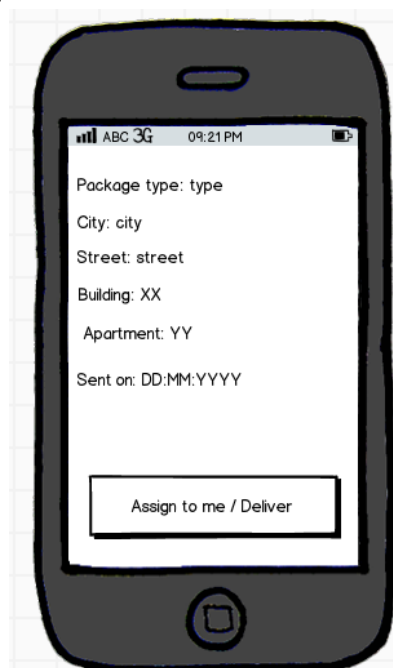 ABC 3G 09:21 PM
Package type: type
City: city
Street: street
Building: XX
Apartment: YY
Sent on: DD:MM:YYYY
Assign to me / Deliver